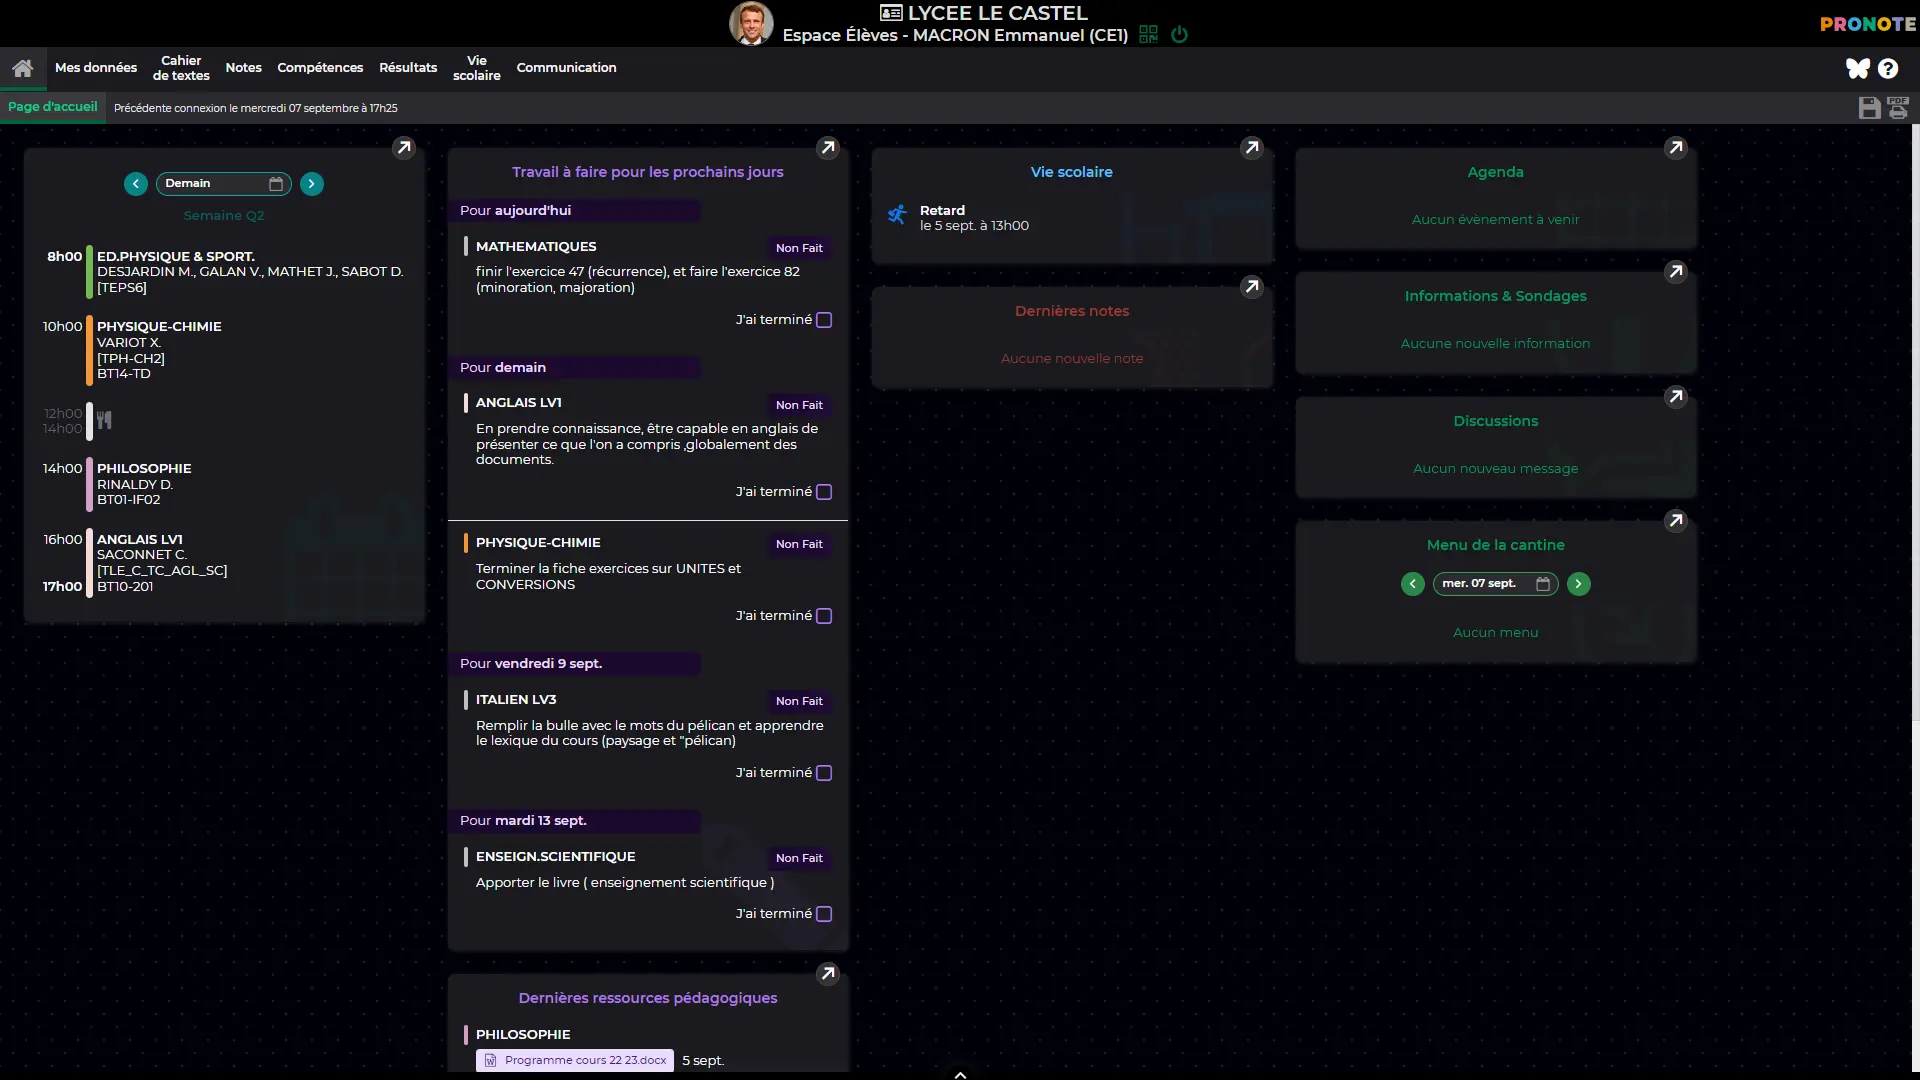 LYCEE LE CASTEL
Espace Élèves - MACRON Emmanuel (CE1)
PRONOTE
Mes données
Cahier
de textes
Notes
Compétences
Résultats
Vie
scolaire
Communication
Page d'accueil
Précédente connexion le mercredi 07 septembre à 17h25
PDF
Demain
Semaine Q2
8h00
ED.PHYSIQUE & SPORT.
DESJARDIN M., GALAN V., MATHET J., SABOT D.
[TEPS6]
10h00
PHYSIQUE-CHIMIE
VARIOT X.
[TPH-CH2]
BT14-TD
12h00
14h00
14h00
PHILOSOPHIE
RINALDY D.
BT01-IF02
16h00
ANGLAIS LV1
SACONNET C.
[TLE_C_TC_AGL_SC]
17h00
BT10-201
Travail à faire pour les prochains jours
Pour aujourd'hui
MATHEMATIQUES
Non Fait
finir l'exercice 47 (récurrence), et faire l'exercice 82
(minoration, majoration)
J'ai terminé
Pour demain
ANGLAIS LV1
Non Fait
En prendre connaissance, être capable en anglais de
présenter ce que l'on a compris ,globalement des
documents.
J'ai terminé
PHYSIQUE-CHIMIE
Non Fait
Terminer la fiche exercices sur UNITES et
CONVERSIONS
J'ai terminé
Pour vendredi 9 sept.
ITALIEN LV3
Non Fait
Remplir la bulle avec le mots du pélican et apprendre
le lexique du cours (paysage et "pélican)
J'ai terminé
Pour mardi 13 sept.
ENSEIGN.SCIENTIFIQUE
Non Fait
Apporter le livre ( enseignement scientifique )
J'ai terminé
Dernières ressources pédagogiques
PHILOSOPHIE
Programme cours 22 23.docx
5 sept.
Vie scolaire
Retard
le 5 sept. à 13h00
Dernières notes
Aucune nouvelle note
Agenda
Aucun évènement à venir
Informations & Sondages
Aucune nouvelle information
Discussions
Aucun nouveau message
Menu de la cantine
mer. 07 sept.
Aucun menu